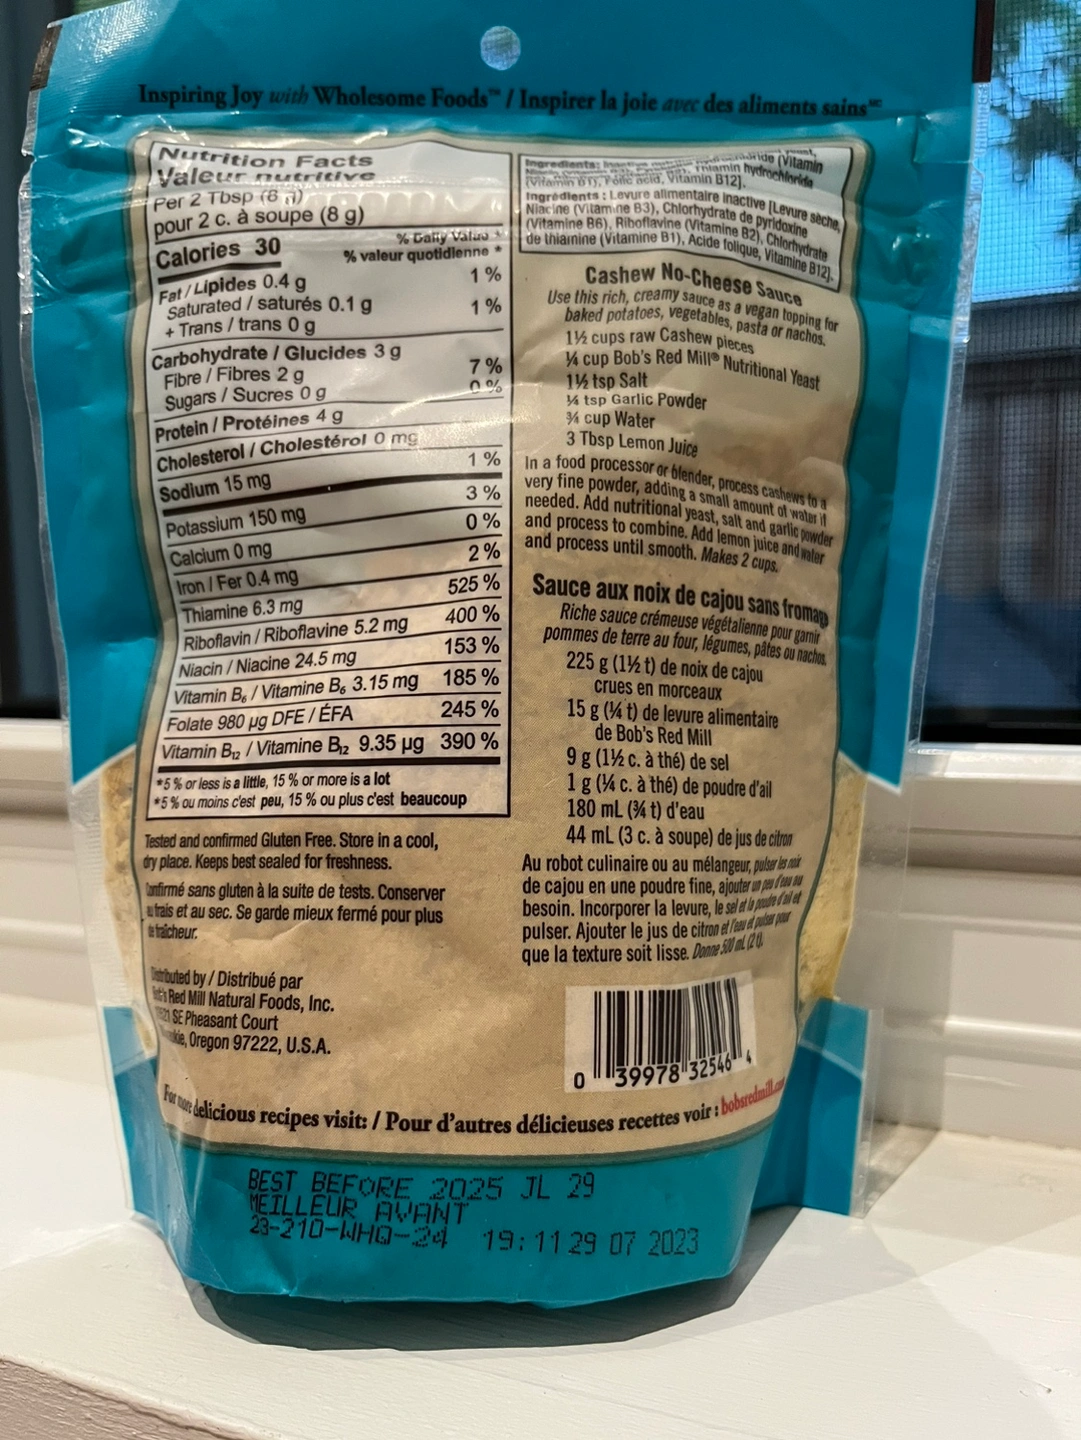 Inspiring Joy with Wholesome Foods™ / Inspirer la joie avec des aliments sains
Nutrition Facts
Valeur nutritive
Per 2 Tbsp (8 g)
pour 2 c. à soupe (8 g)
Calories 30
% Daily Value *
% valeur quotidienne *
Fat / Lipides 0.4 g 1 %
Saturated / saturés 0.1 g
+ Trans / trans 0 g 1 %
Carbohydrate / Glucides 3 g
Fibre / Fibres 2 g 7 %
Sugars / Sucres 0 g 0 %
Protein / Protéines 4 g
Cholesterol / Cholestérol 0 mg
Sodium 15 mg 1 %
Potassium 150 mg 3 %
Calcium 0 mg 0 %
Iron / Fer 0.4 mg 2 %
Thiamine 6.3 mg 525 %
Riboflavin / Riboflavine 5.2 mg 400 %
Niacin / Niacine 24.5 mg 153 %
Vitamin B₆ / Vitamine B₆ 3.15 mg 185 %
Folate 980 µg DFE / ÉFA 245 %
Vitamin B₁₂ / Vitamine B₁₂ 9.35 µg 390 %
*5 % or less is a little, 15 % or more is a lot
*5 % ou moins c'est peu, 15 % ou plus c'est beaucoup
Tested and confirmed Gluten Free. Store in a cool,
dry place. Keeps best sealed for freshness.
Confirmé sans gluten à la suite de tests. Conserver
au frais et au sec. Se garde mieux fermé pour plus
de fraîcheur.
Distributed by / Distribué par
Bob's Red Mill Natural Foods, Inc.
SE Pheasant Court
Oregon 97222, U.S.A.
Ingredients: (Vitamin
Thiamin hydrochloride
(Vitamin B1), Folic acid, Vitamin B12].
Ingrédients : Levure alimentaire inactive [Levure sèche,
Niacine (Vitamine B3), Chlorhydrate de pyridoxine
(Vitamine B6), Riboflavine (Vitamine B2), Chlorhydrate
de thiamine (Vitamine B1), Acide folique, Vitamine B12].
Cashew No-Cheese Sauce
Use this rich, creamy sauce as a vegan topping for
baked potatoes, vegetables, pasta or nachos.
1½ cups raw Cashew pieces
¼ cup Bob's Red Mill® Nutritional Yeast
1½ tsp Salt
¼ tsp Garlic Powder
¾ cup Water
3 Tbsp Lemon Juice
In a food processor or blender, process cashews to a
very fine powder, adding a small amount of water if
needed. Add nutritional yeast, salt and garlic powder
and process to combine. Add lemon juice and water
and process until smooth. Makes 2 cups.
Sauce aux noix de cajou sans fromage
Riche sauce crémeuse végétalienne pour garnir
pommes de terre au four, légumes, pâtes ou nachos.
225 g (1½ t) de noix de cajou
crues en morceaux
15 g (¼ t) de levure alimentaire
de Bob's Red Mill
9 g (1½ c. à thé) de sel
1 g (¼ c. à thé) de poudre d'ail
180 mL (¾ t) d'eau
44 mL (3 c. à soupe) de jus de citron
Au robot culinaire ou au mélangeur, pulser les noix
de cajou en une poudre fine, ajouter un peu d'eau au
besoin. Incorporer la levure, le sel et la poudre d'ail et
pulser. Ajouter le jus de citron et l'eau et pulser pour
que la texture soit lisse. Donne 500 mL (2 t).
0 39978 32546 4
For more delicious recipes visit: / Pour d'autres délicieuses recettes voir : bobsredmill.com
BEST BEFORE 2025 JL 29
MEILLEUR AVANT
23-210-WHQ-24 19:11 29 07 2023